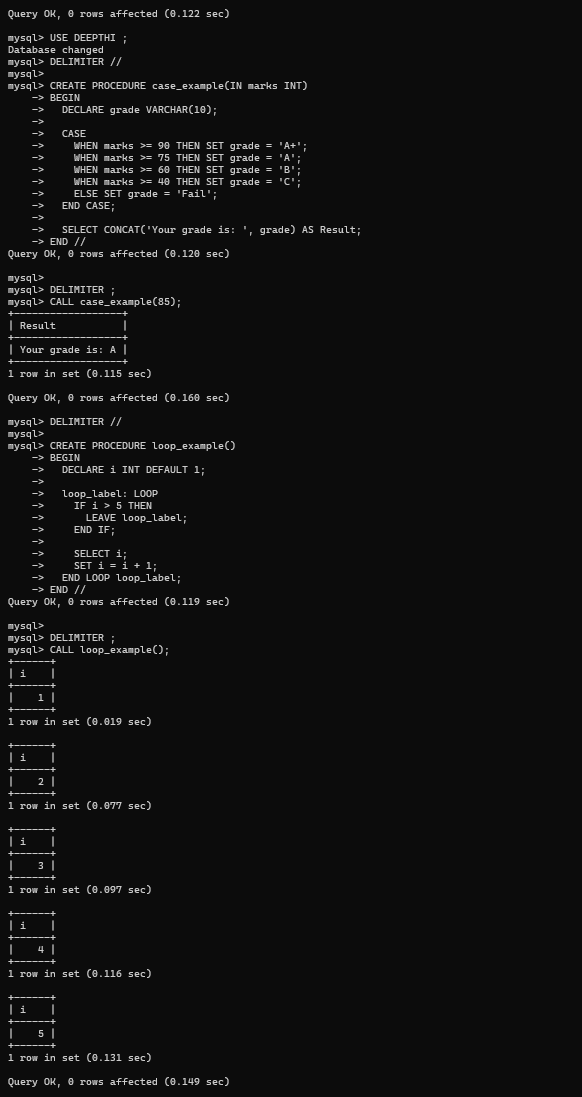 Query OK, 0 rows affected (0.122 sec)

mysql> USE DEEPTHI ;
Database changed
mysql> DELIMITER //
mysql>
mysql> CREATE PROCEDURE case_example(IN marks INT)
    -> BEGIN
    ->   DECLARE grade VARCHAR(10);
    ->
    ->   CASE
    ->     WHEN marks >= 90 THEN SET grade = 'A+';
    ->     WHEN marks >= 75 THEN SET grade = 'A';
    ->     WHEN marks >= 60 THEN SET grade = 'B';
    ->     WHEN marks >= 40 THEN SET grade = 'C';
    ->     ELSE SET grade = 'Fail';
    ->   END CASE;
    ->
    ->   SELECT CONCAT('Your grade is: ', grade) AS Result;
    -> END //
Query OK, 0 rows affected (0.120 sec)

mysql>
mysql> DELIMITER ;
mysql> CALL case_example(85);
+------------------+
| Result           |
+------------------+
| Your grade is: A |
+------------------+
1 row in set (0.115 sec)

Query OK, 0 rows affected (0.160 sec)

mysql> DELIMITER //
mysql>
mysql> CREATE PROCEDURE loop_example()
    -> BEGIN
    ->   DECLARE i INT DEFAULT 1;
    ->
    ->   loop_label: LOOP
    ->     IF i > 5 THEN
    ->       LEAVE loop_label;
    ->     END IF;
    ->
    ->     SELECT i;
    ->     SET i = i + 1;
    ->   END LOOP loop_label;
    -> END //
Query OK, 0 rows affected (0.119 sec)

mysql>
mysql> DELIMITER ;
mysql> CALL loop_example();
+------+
| i    |
+------+
|    1 |
+------+
1 row in set (0.019 sec)

+------+
| i    |
+------+
|    2 |
+------+
1 row in set (0.077 sec)

+------+
| i    |
+------+
|    3 |
+------+
1 row in set (0.097 sec)

+------+
| i    |
+------+
|    4 |
+------+
1 row in set (0.116 sec)

+------+
| i    |
+------+
|    5 |
+------+
1 row in set (0.131 sec)

Query OK, 0 rows affected (0.149 sec)